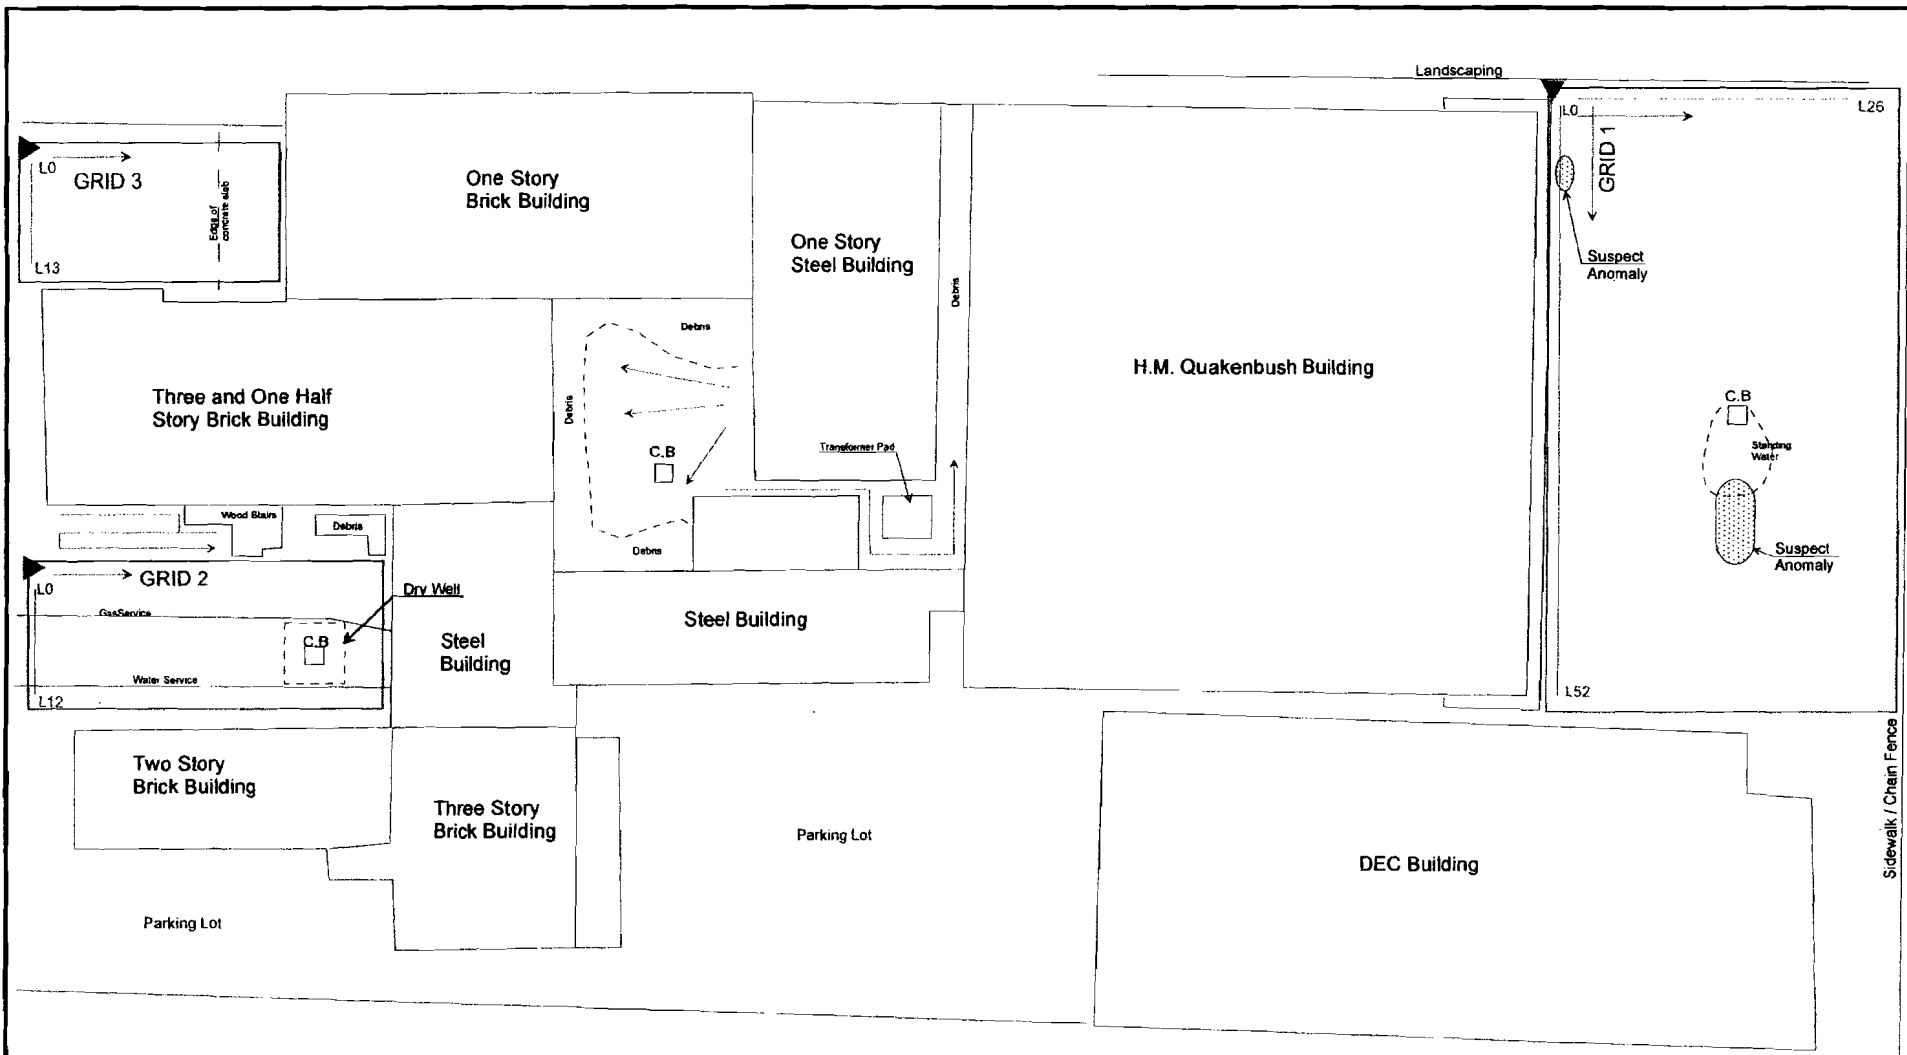 Landscaping
L0
L26
GRID 1
Suspect
Anomaly
L0
GRID 3
Edge of
concrete slab
L13
One Story
Brick Building
One Story
Steel Building
Debris
Debris
Debris
H.M. Quakenbush Building
Three and One Half
Story Brick Building
C.B
Transformer Pad
C.B
Standing
Water
Wood Stairs
Debris
Debris
Suspect
Anomaly
L0
GRID 2
Dry Well
GasService
C.B
Steel
Building
Steel Building
Water Service
L12
L52
Two Story
Brick Building
Three Story
Brick Building
Parking Lot
DEC Building
Sidewalk / Chain Fence
Parking Lot